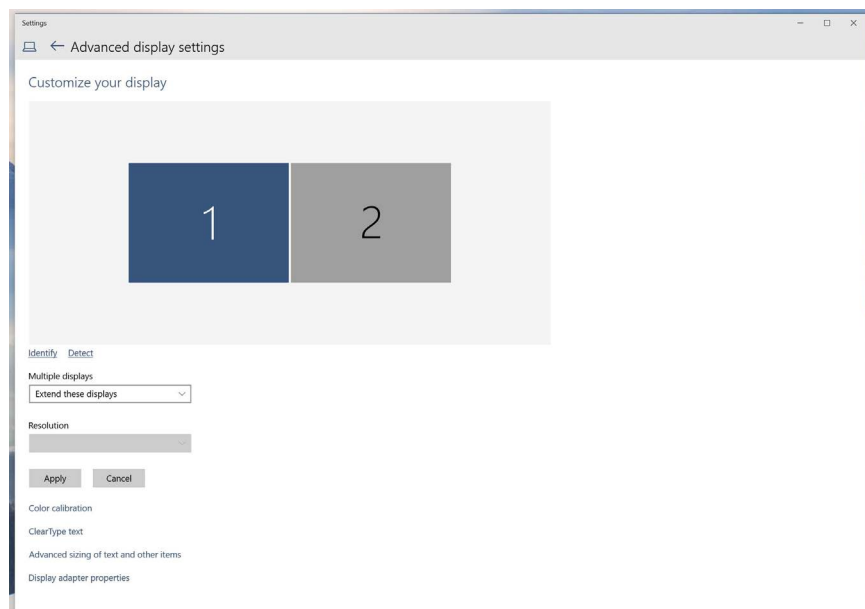 Settings
Advanced display settings
Customize your display
1 2
Identify Detect
Multiple displays
Extend these displays
Resolution
Apply Cancel
Color calibration
ClearType text
Advanced sizing of text and other items
Display adapter properties